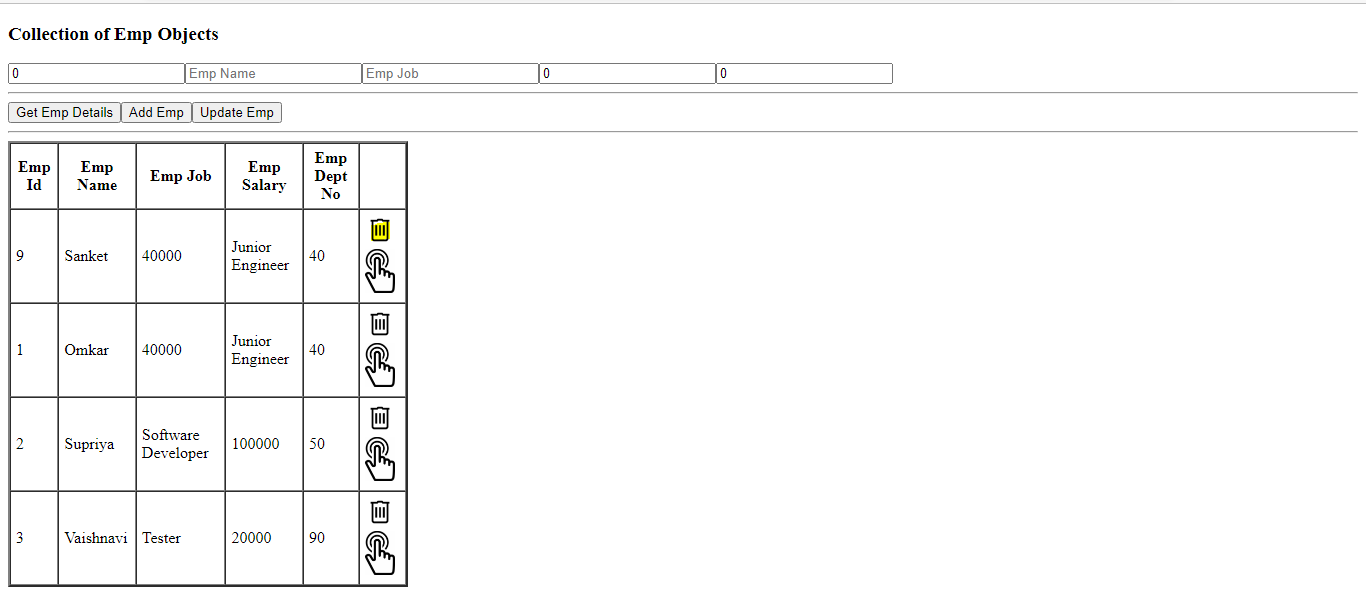 Collection of Emp Objects
0 Emp Name Emp Job 0 0
Get Emp Details Add Emp Update Emp
Emp Id Emp Name Emp Job Emp Salary Emp Dept No
9 Sanket 40000 Junior Engineer 40
1 Omkar 40000 Junior Engineer 40
2 Supriya Software Developer 100000 50
3 Vaishnavi Tester 20000 90